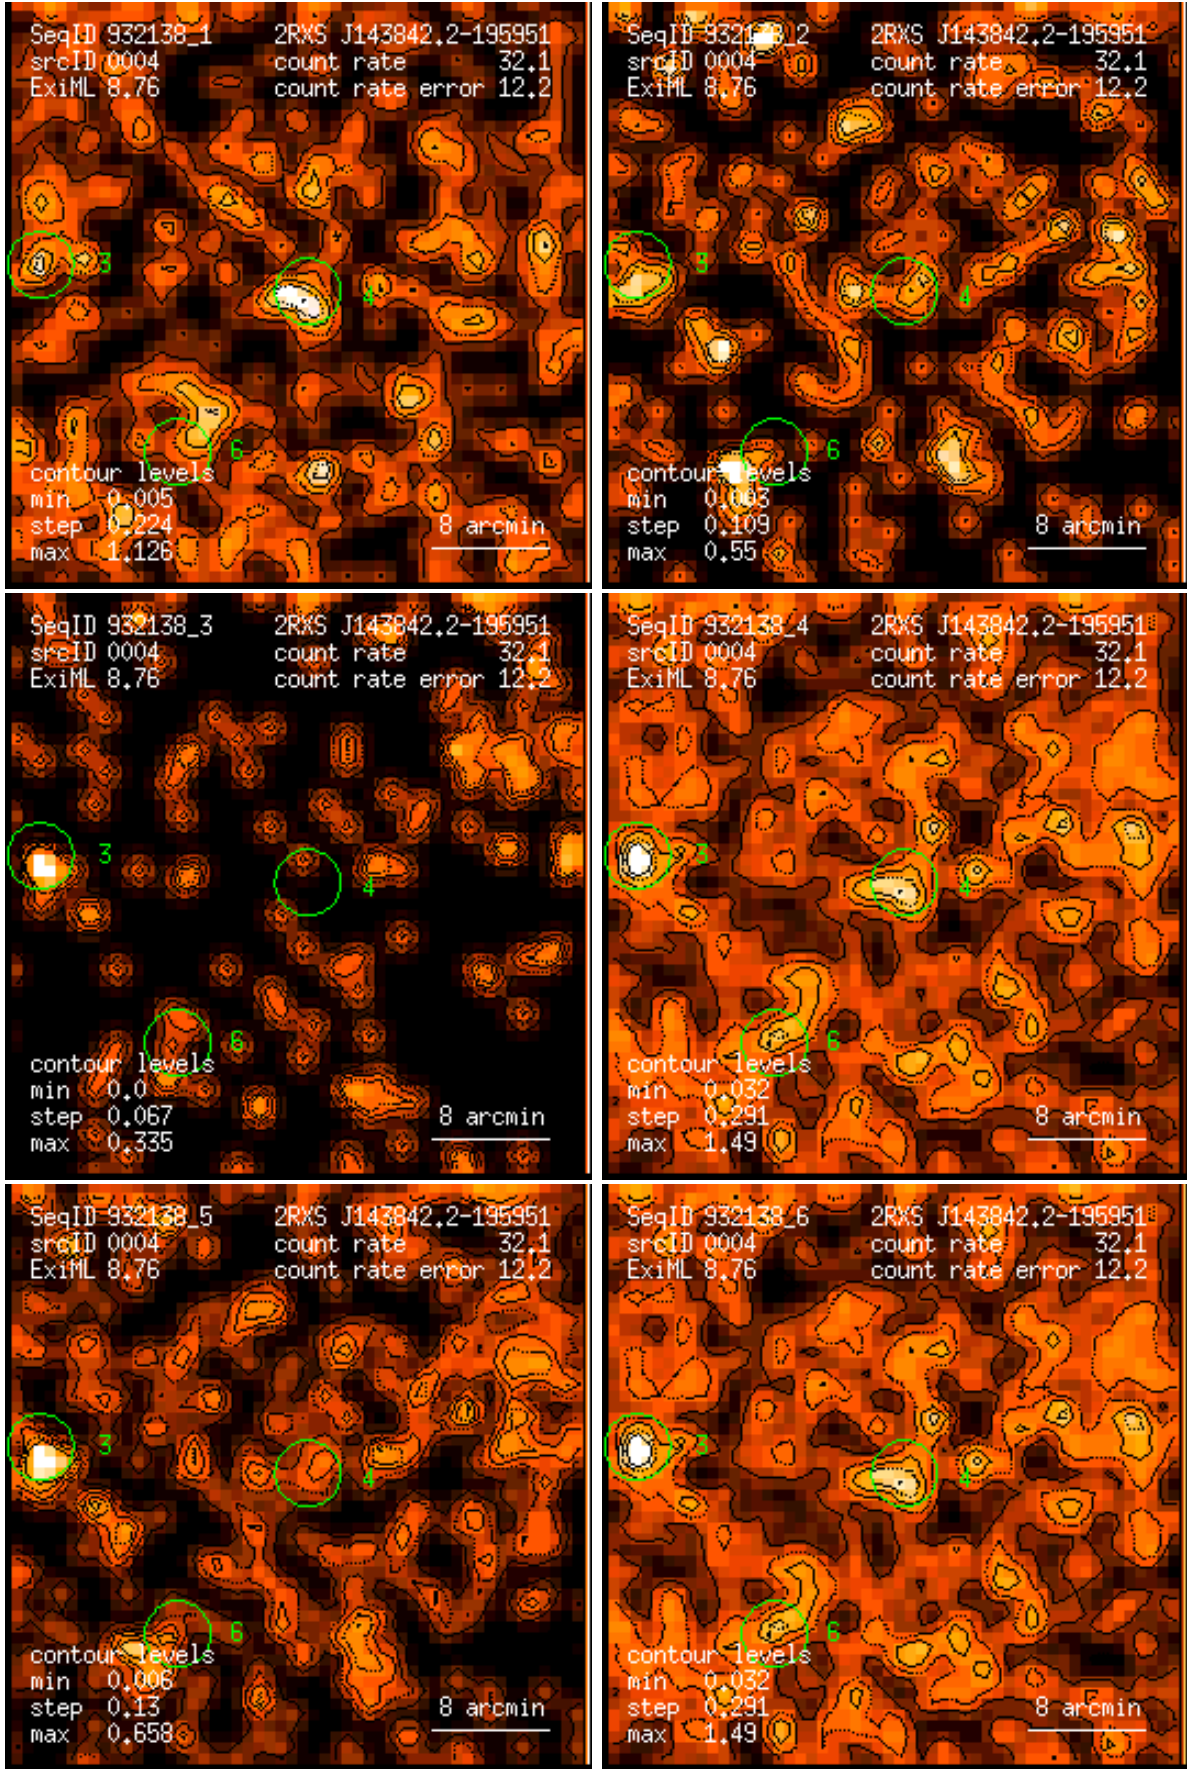 SeqID 932138_1 2RXS J143842.2-195951
srcID 0004 count rate 32.1
ExiML 8.76 count rate error 12.2
3
4
6
contour levels
min 0.005
step 0.224
max 1.126
8 arcmin
SeqID 932138_2 2RXS J143842.2-195951
srcID 0004 count rate 32.1
ExiML 8.76 count rate error 12.2
3
4
6
contour levels
min 0.003
step 0.109
max 0.55
8 arcmin
SeqID 932138_3 2RXS J143842.2-195951
srcID 0004 count rate 32.1
ExiML 8.76 count rate error 12.2
3
4
6
contour levels
min 0.0
step 0.067
max 0.335
8 arcmin
SeqID 932138_4 2RXS J143842.2-195951
srcID 0004 count rate 32.1
ExiML 8.76 count rate error 12.2
3
4
6
contour levels
min 0.032
step 0.291
max 1.49
8 arcmin
SeqID 932138_5 2RXS J143842.2-195951
srcID 0004 count rate 32.1
ExiML 8.76 count rate error 12.2
3
4
6
contour levels
min 0.006
step 0.13
max 0.658
8 arcmin
SeqID 932138_6 2RXS J143842.2-195951
srcID 0004 count rate 32.1
ExiML 8.76 count rate error 12.2
3
4
6
contour levels
min 0.032
step 0.291
max 1.49
8 arcmin